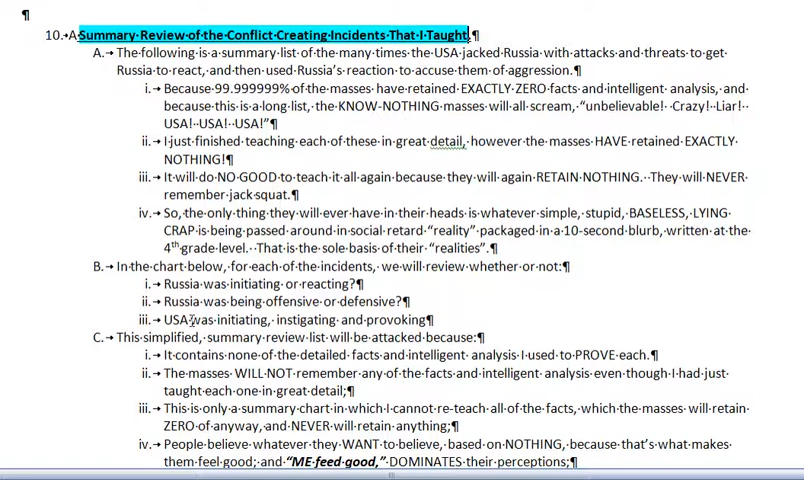 10. A Summary Review of the Conflict Creating Incidents That I Taught.¶
A. The following is a summary list of the many times the USA jacked Russia with attacks and threats to get
Russia to react, and then used Russia's reaction to accuse them of aggression.¶
i. Because 99.999999% of the masses have retained EXACTLY ZERO facts and intelligent analysis, and
because this is a long list, the KNOW-NOTHING masses will all scream, "unbelievable! Crazy! Liar!
USA! USA! USA!"¶
ii. I just finished teaching each of these in great detail, however the masses HAVE retained EXACTLY
NOTHING!¶
iii. It will do NO GOOD to teach it all again because they will again RETAIN NOTHING. They will NEVER
remember jack squat.¶
iv. So, the only thing they will ever have in their heads is whatever simple, stupid, BASELESS, LYING
CRAP is being passed around in social retard "reality" packaged in a 10-second blurb, written at the
4th grade level. That is the sole basis of their "realities".¶
B. In the chart below, for each of the incidents, we will review whether or not:¶
i. Russia was initiating or reacting?¶
ii. Russia was being offensive or defensive?¶
iii. USA was initiating, instigating and provoking¶
C. This simplified, summary review list will be attacked because:¶
i. It contains none of the detailed facts and intelligent analysis I used to PROVE each.¶
ii. The masses WILL NOT remember any of the facts and intelligent analysis even though I had just
taught each one in great detail;¶
iii. This is only a summary chart in which I cannot re-teach all of the facts, which the masses will retain
ZERO of anyway, and NEVER will retain anything;¶
iv. People believe whatever they WANT to believe, based on NOTHING, because that's what makes
them feel good; and "ME feed good," DOMINATES their perceptions;¶